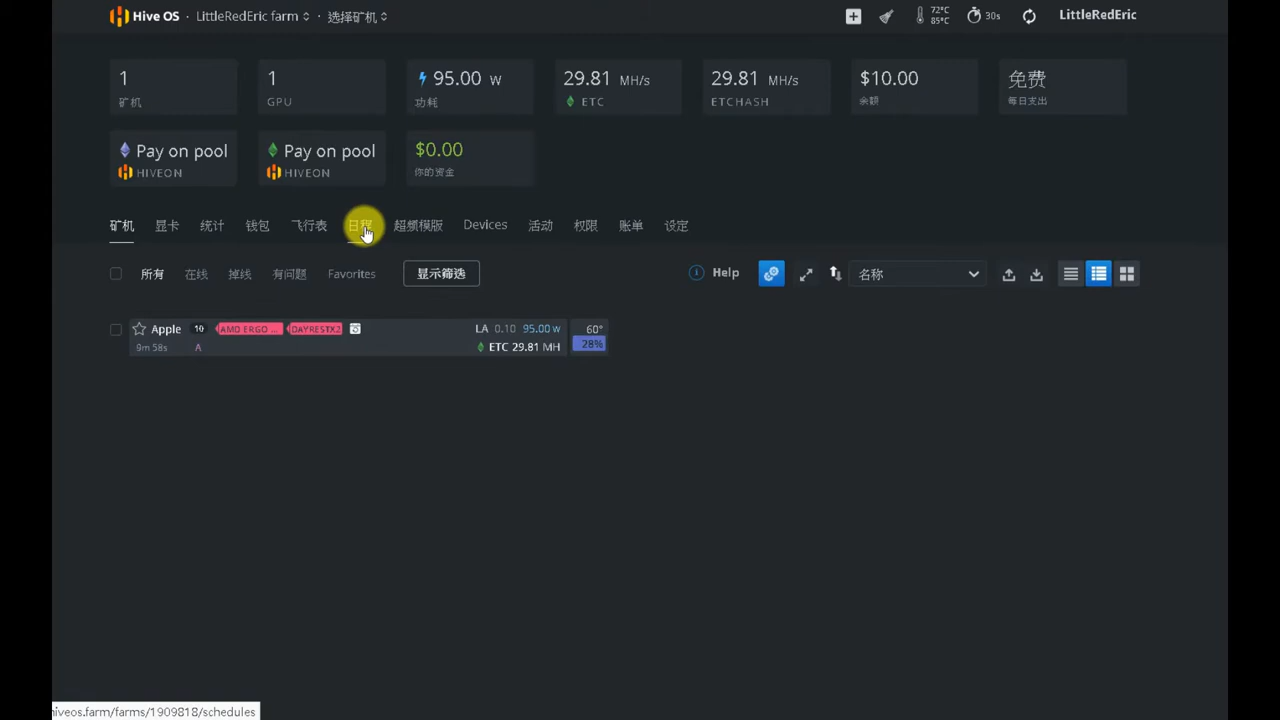 Hive OS LittleRedEric farm 选择矿机 72°C 85°C 30s LittleRedEric
1 1 95.00 W 29.81 MH/s 29.81 MH/s $10.00 免费
矿机 GPU 功耗 ETC ETCHASH 余额 每日支出
Pay on pool Pay on pool $0.00
HIVEON HIVEON 你的资金
矿机 显卡 统计 钱包 飞行表 日程 超频模版 Devices 活动 权限 账单 设定
所有 在线 掉线 有问题 Favorites 显示筛选 Help 名称
Apple 10 AMD ERGO ... DAYRESTX2 LA 0.10 95.00 w 60°
9m 58s A ETC 29.81 MH 28%
hiveos.farm/farms/1909818/schedules